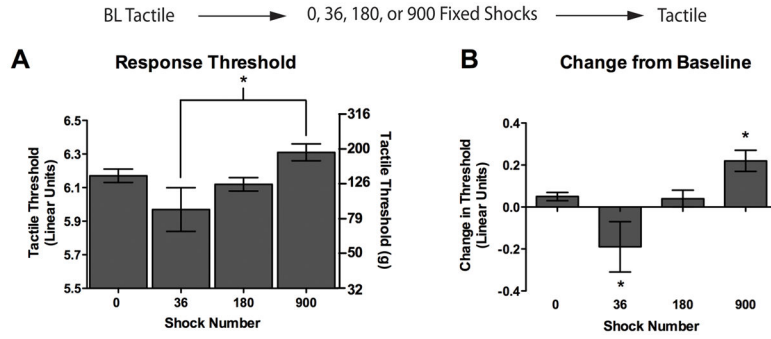 BL Tactile 0, 36, 180, or 900 Fixed Shocks Tactile
A Response Threshold
*
6.5
6.3
6.1
5.9
5.7
5.5
Tactile Threshold
(Linear Units)
316
200
126
79
50
32
Tactile Threshold (g)
0 36 180 900
Shock Number
B Change from Baseline
0.4
0.2
0.0
-0.2
-0.4
Change in Threshold
(Linear Units)
*
*
0 36 180 900
Shock Number